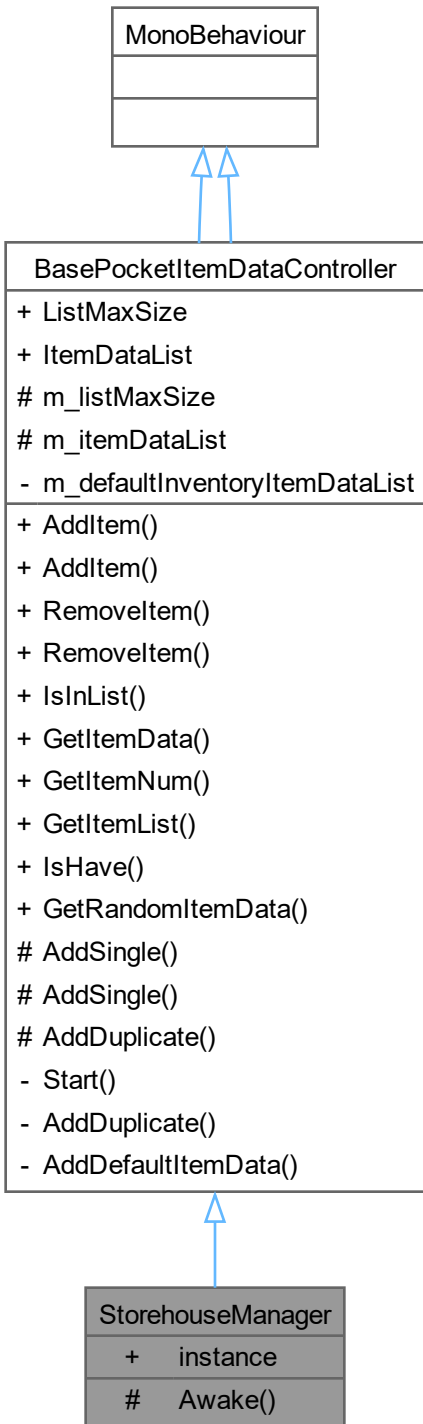 MonoBehaviour
BasePocketItemDataController
+ ListMaxSize
+ ItemDataList
# m_listMaxSize
# m_itemDataList
- m_defaultInventoryItemDataList
+ AddItem()
+ AddItem()
+ RemoveItem()
+ RemoveItem()
+ IsInList()
+ GetItemData()
+ GetItemNum()
+ GetItemList()
+ IsHave()
+ GetRandomItemData()
# AddSingle()
# AddSingle()
# AddDuplicate()
- Start()
- AddDuplicate()
- AddDefaultItemData()
StorehouseManager
+ instance
# Awake()